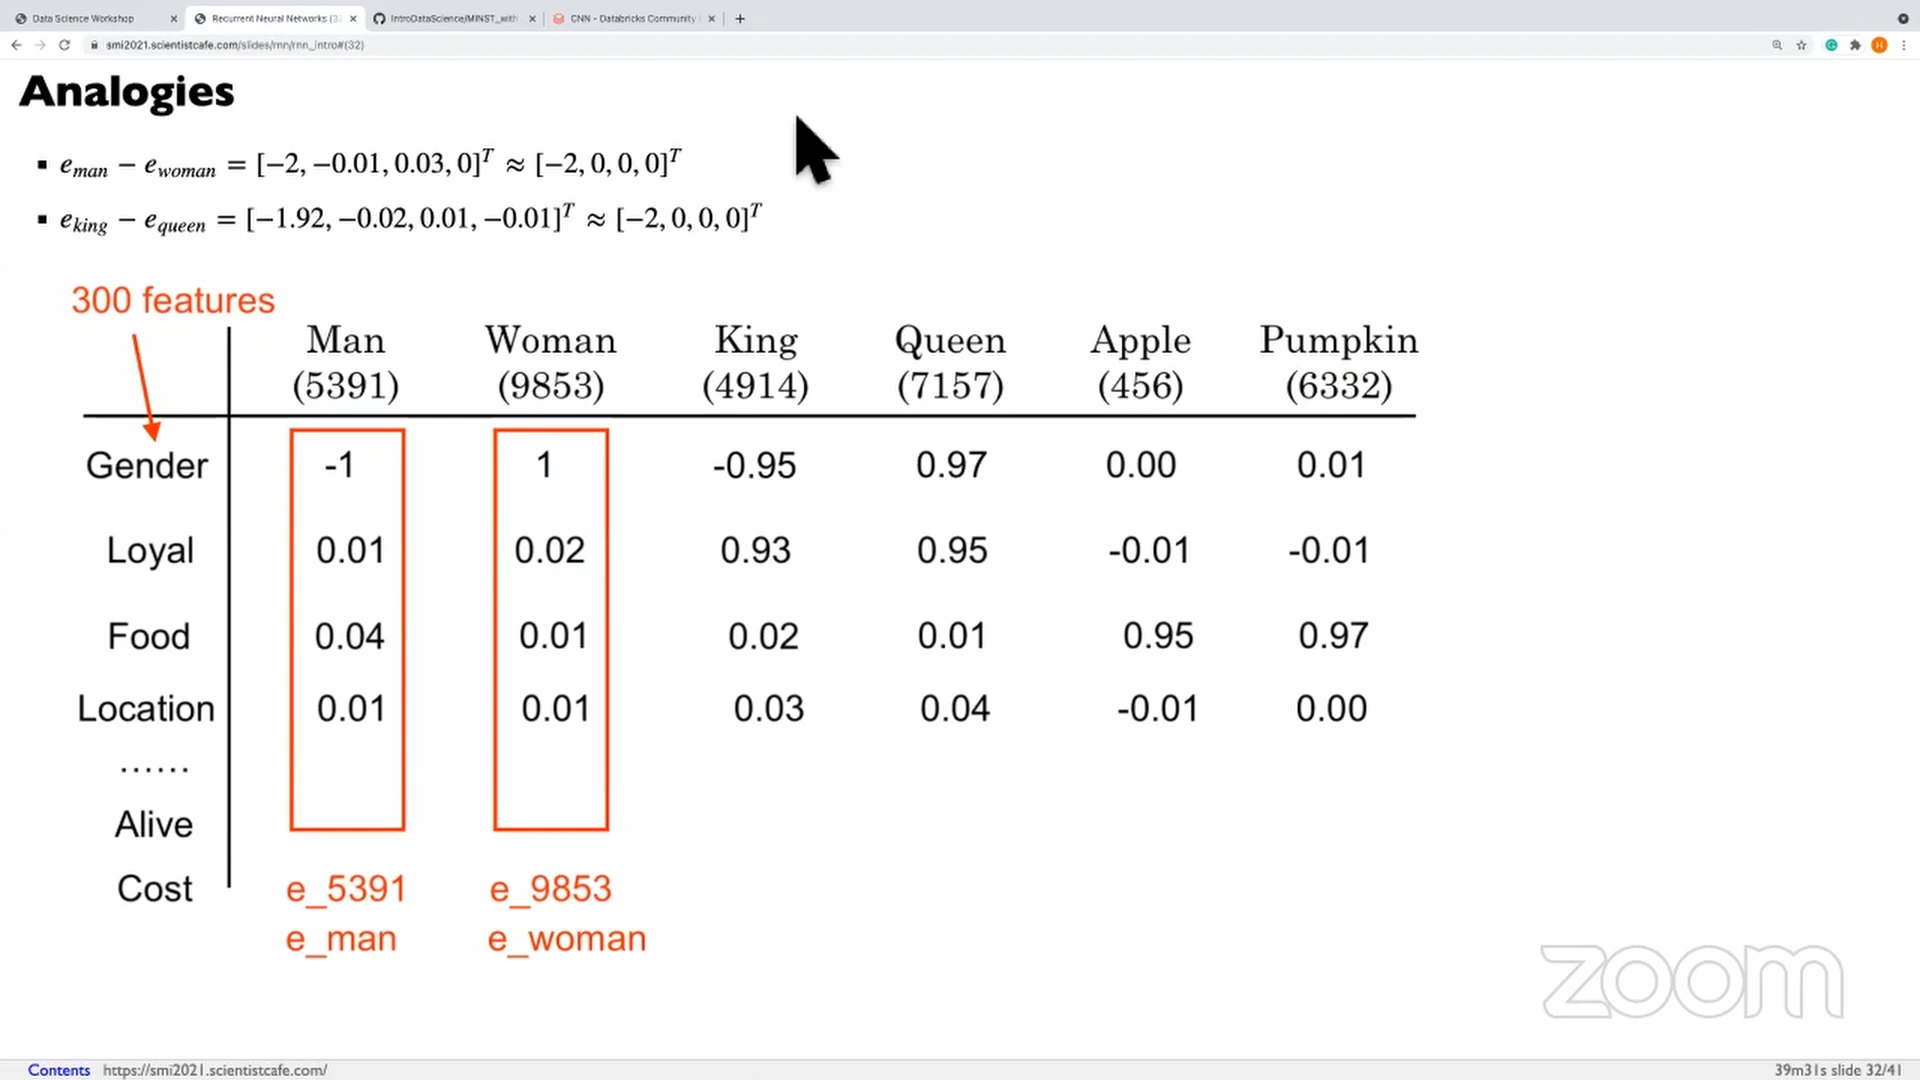 Data Science Workshop
Recurrent Neural Networks (32
IntroDataScience/MINST_with
CNN - Databricks Community
smi2021.scientistcafe.com/slides/rnn/rnn_intro#(32)
H
Analogies
▪ e_man − e_woman = [−2, −0.01, 0.03, 0]^T ≈ [−2, 0, 0, 0]^T
▪ e_king − e_queen = [−1.92, −0.02, 0.01, −0.01]^T ≈ [−2, 0, 0, 0]^T
300 features
Man Woman King Queen Apple Pumpkin
(5391) (9853) (4914) (7157) (456) (6332)
Gender -1 1 -0.95 0.97 0.00 0.01
Loyal 0.01 0.02 0.93 0.95 -0.01 -0.01
Food 0.04 0.01 0.02 0.01 0.95 0.97
Location 0.01 0.01 0.03 0.04 -0.01 0.00
......
Alive
Cost e_5391 e_9853
e_man e_woman
zoom
Contents https://smi2021.scientistcafe.com/ 39m31s slide 32/41